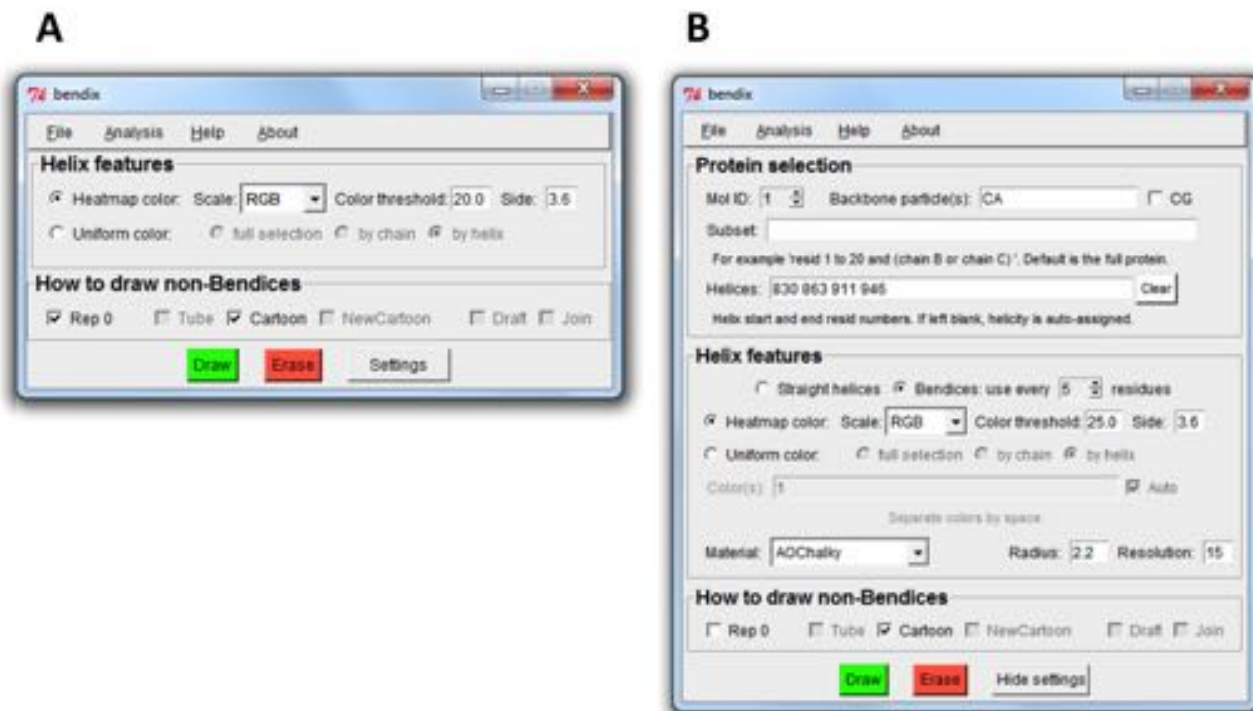 A
bendix
File Analysis Help About
Helix features
Heatmap color: Scale: RGB Color threshold: 20.0 Side: 3.6
Uniform color: full selection by chain by helix
How to draw non-Bendices
Rep 0 Tube Cartoon NewCartoon Draft Join
Draw Erase Settings
B
bendix
File Analysis Help About
Protein selection
Mol ID: 1 Backbone particle(s): CA CG
Subset:
For example 'resid 1 to 20 and (chain B or chain C)'. Default is the full protein.
Helices: 830 863 911 946 Clear
Helix start and end resid numbers. If left blank, helicity is auto-assigned.
Helix features
Straight helices Bendices: use every 5 residues
Heatmap color: Scale: RGB Color threshold: 25.0 Side: 3.6
Uniform color: full selection by chain by helix
Color(s): 1 Auto
Separate colors by space
Material: AOChalky Radius: 2.2 Resolution: 15
How to draw non-Bendices
Rep 0 Tube Cartoon NewCartoon Draft Join
Draw Erase Hide settings